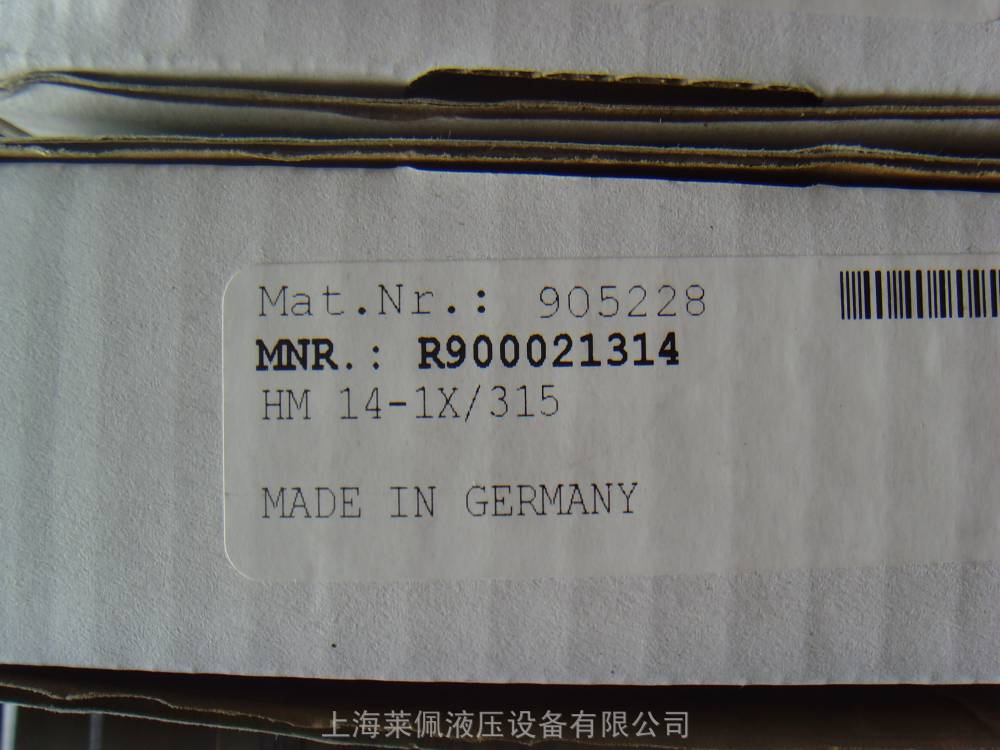 Mat.Nr.: 905228
MNR.: R900021314
HM 14-1X/315
MADE IN GERMANY
上海莱佩液压设备有限公司